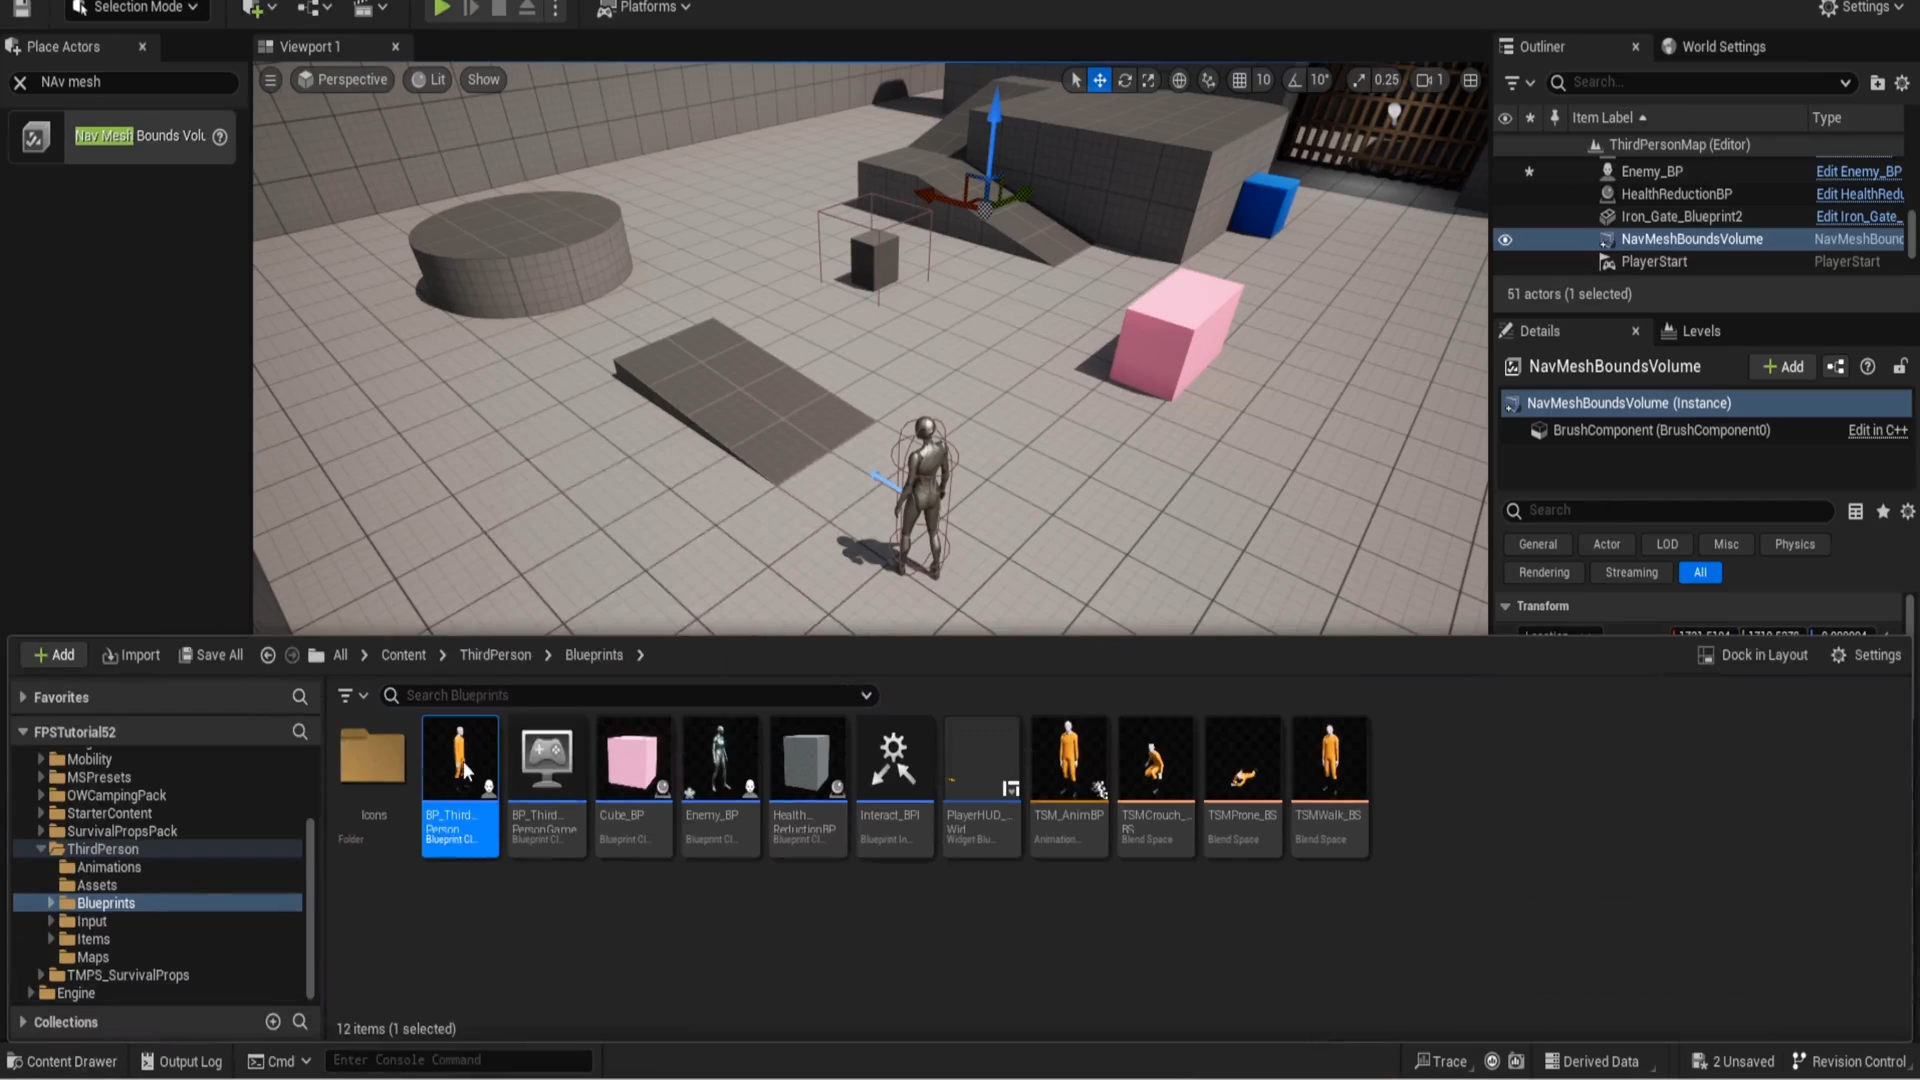 Selection Mode
Platforms
Settings
Place Actors
Viewport 1
Outliner
World Settings
NAv mesh
Perspective
Lit
Show
10
10°
0.25
1
Search...
Nav Mesh Bounds Volu
Item Label
Type
ThirdPersonMap (Editor)
Enemy_BP
Edit Enemy_BP
HealthReductionBP
Edit HealthRedu
Iron_Gate_Blueprint2
Edit Iron_Gate_
NavMeshBoundsVolume
NavMeshBound
PlayerStart
PlayerStart
51 actors (1 selected)
Details
Levels
NavMeshBoundsVolume
Add
NavMeshBoundsVolume (Instance)
BrushComponent (BrushComponent0)
Edit in C++
Search
General
Actor
LOD
Misc
Physics
Rendering
Streaming
All
Transform
Add
Import
Save All
All
Content
ThirdPerson
Blueprints
Dock in Layout
Settings
Favorites
Search Blueprints
FPSTutorial52
Mobility
MSPresets
OWCampingPack
StarterContent
SurvivalPropsPack
ThirdPerson
Animations
Assets
Blueprints
Input
Items
Maps
TMPS_SurvivalProps
Engine
Collections
Icons
Folder
BP_Third...
Person
Blueprint Cl...
BP_Third...
PersonGame
Blueprint Cl...
Cube_BP
Blueprint Cl...
Enemy_BP
Blueprint Cl...
Health_
ReductionBP
Blueprint Cl...
Interact_BPI
Blueprint In...
PlayerHUD_...
Wid
Widget Blu...
TSM_AnimBP
Animation...
TSMCrouch_...
BS
Blend Space
TSMProne_BS
Blend Space
TSMWalk_BS
Blend Space
12 items (1 selected)
Content Drawer
Output Log
Cmd
Enter Console Command
Trace
Derived Data
2 Unsaved
Revision Control